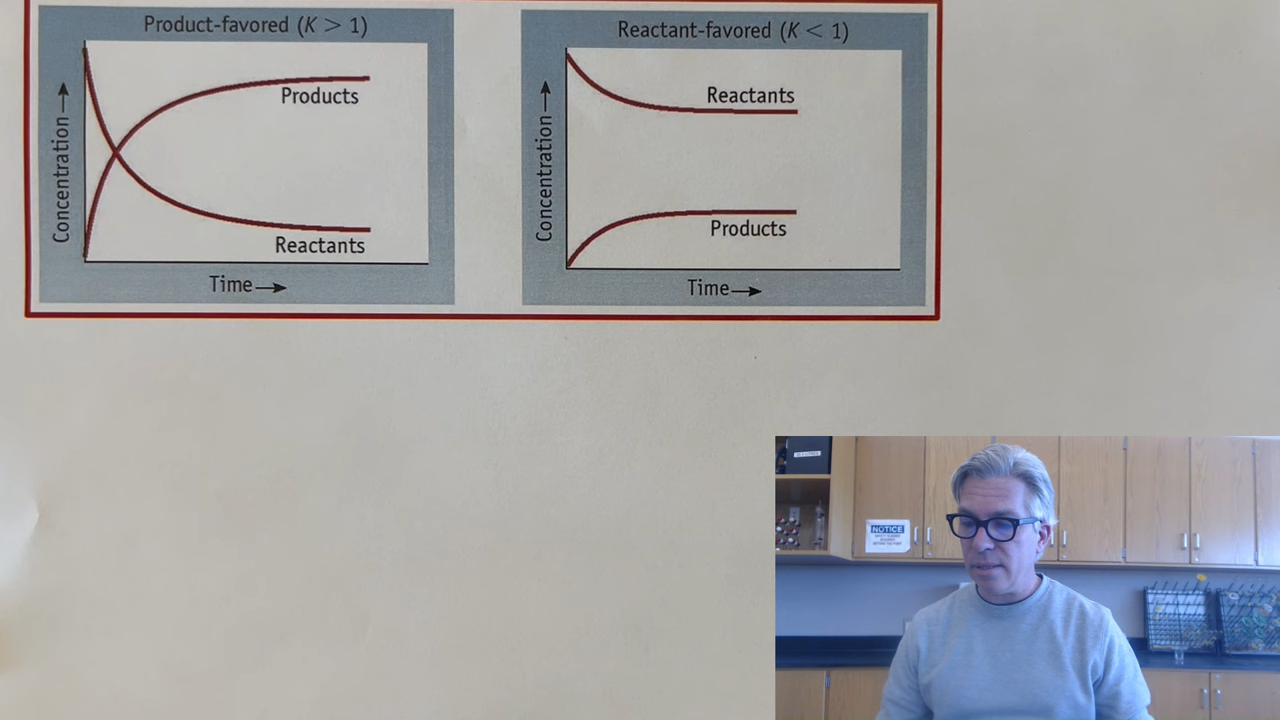 Product-favored (K > 1)
Concentration →
Products
Reactants
Time →
Reactant-favored (K < 1)
Concentration →
Reactants
Products
Time →
NOTICE